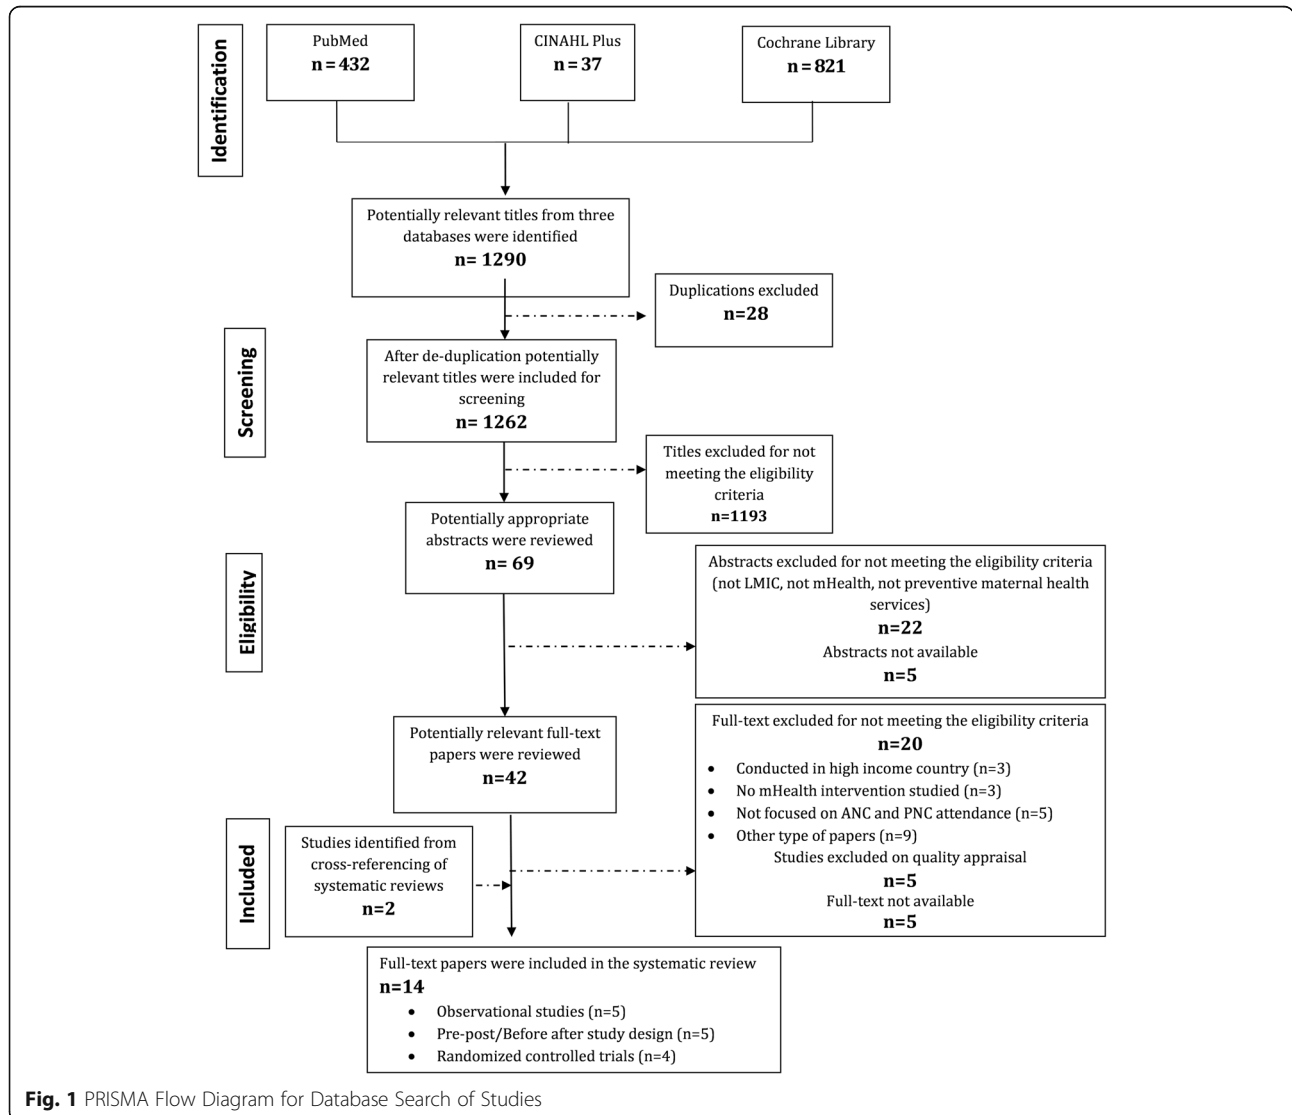 Identification
PubMed
n=432
CINAHL Plus
n=37
Cochrane Library
n=821
Potentially relevant titles from three
databases were identified
n= 1290
Duplications excluded
n=28
Screening
After de-duplication potentially
relevant titles were included for
screening
n= 1262
Titles excluded for not
meeting the eligibility
criteria
n=1193
Eligibility
Potentially appropriate
abstracts were reviewed
n= 69
Abstracts excluded for not meeting the eligibility criteria
(not LMIC, not mHealth, not preventive maternal health
services)
n=22
Abstracts not available
n=5
Potentially relevant full-text
papers were reviewed
n=42
Full-text excluded for not meeting the eligibility criteria
n=20
• Conducted in high income country (n=3)
• No mHealth intervention studied (n=3)
• Not focused on ANC and PNC attendance (n=5)
• Other type of papers (n=9)
Studies excluded on quality appraisal
n=5
Full-text not available
n=5
Included
Studies identified from
cross-referencing of
systematic reviews
n=2
Full-text papers were included in the systematic review
n=14
• Observational studies (n=5)
• Pre-post/Before after study design (n=5)
• Randomized controlled trials (n=4)
Fig. 1 PRISMA Flow Diagram for Database Search of Studies